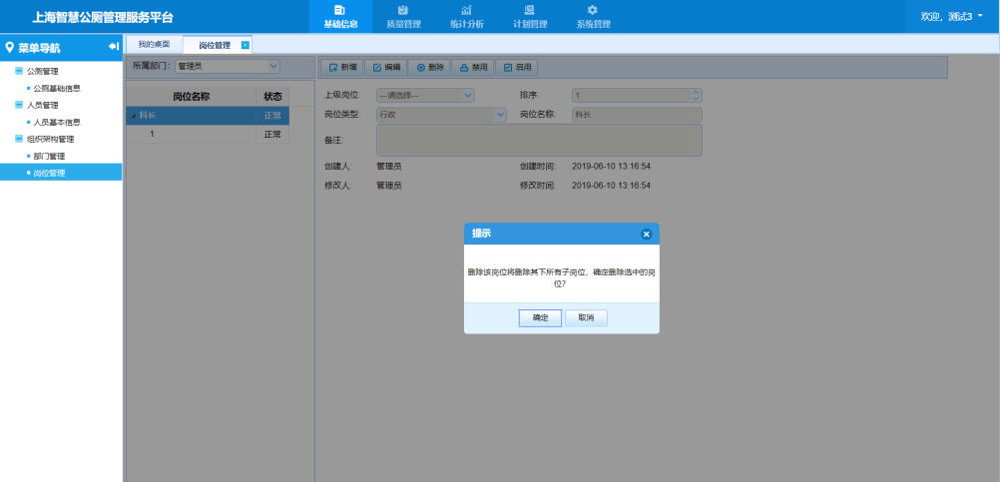 上海智慧公厕管理服务平台
基础信息 质量管理 统计分析 计划管理 系统管理
欢迎, 测试3
菜单导航
我的桌面 岗位管理
公厕管理
公厕基础信息
人员管理
人员基本信息
组织架构管理
部门管理
岗位管理
所属部门: 管理员
新增 编辑 删除 禁用 启用
岗位名称 状态
科长 正常
1 正常
上级岗位: ---请选择--- 排序: 1
岗位类型: 行政 岗位名称: 科长
备注:
创建人: 管理员 创建时间: 2019-06-10 13:16:54
修改人: 管理员 修改时间: 2019-06-10 13:16:54
提示
删除该岗位将删除其下所有子岗位, 确定删除选中的岗
位?
确定 取消